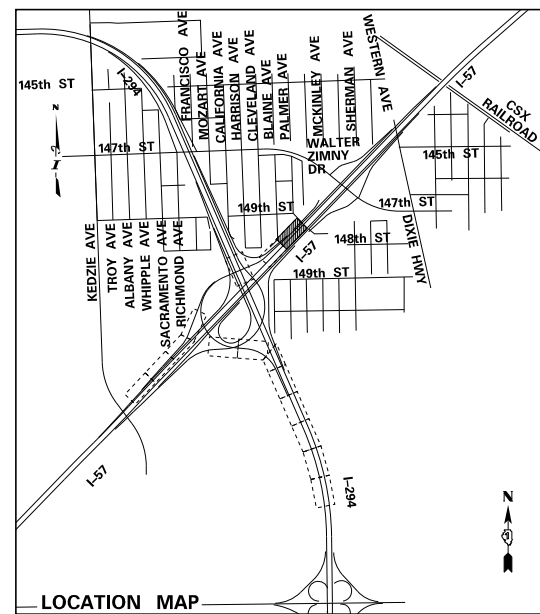 FRANCISCO AVE
MOZART AVE
CALIFORNIA AVE
HARRISON AVE
CLEVELAND AVE
BLAINE AVE
PALMER AVE
MCKINLEY AVE
SHERMAN AVE
WESTERN AVE
I-57
CSX
RAILROAD
145th ST
I-294
N
147th ST
WALTER
ZIMNY
DR
145th ST
147th ST
149th ST
148th ST
I-57
149th ST
DIXIE HWY
KEDZIE AVE
TROY AVE
ALBANY AVE
WHIPPLE AVE
SACRAMENTO AVE
RICHMOND AVE
I-57
I-294
N
LOCATION MAP